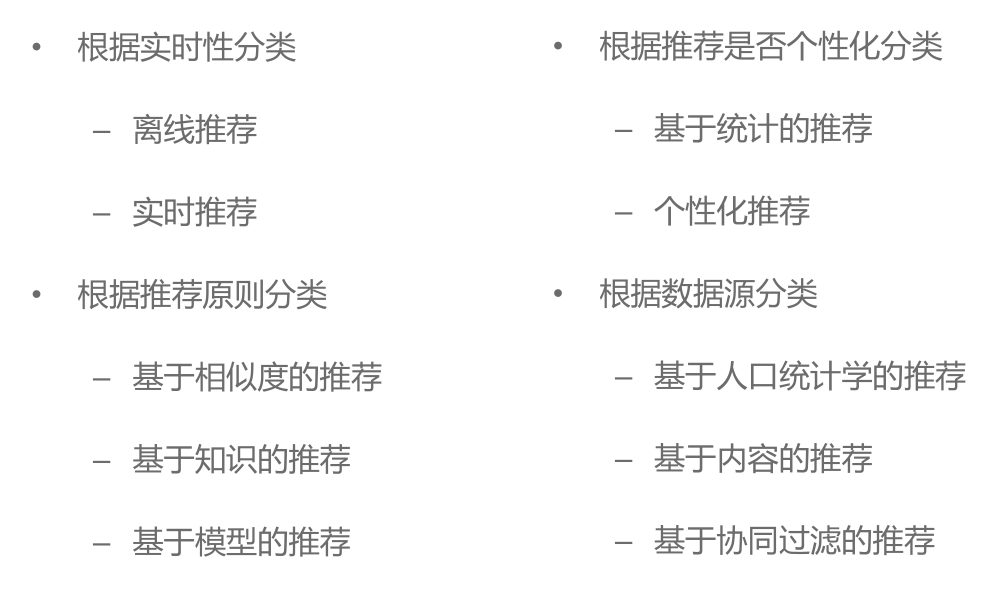 • 根据实时性分类
– 离线推荐
– 实时推荐
• 根据推荐原则分类
– 基于相似度的推荐
– 基于知识的推荐
– 基于模型的推荐
• 根据推荐是否个性化分类
– 基于统计的推荐
– 个性化推荐
• 根据数据源分类
– 基于人口统计学的推荐
– 基于内容的推荐
– 基于协同过滤的推荐